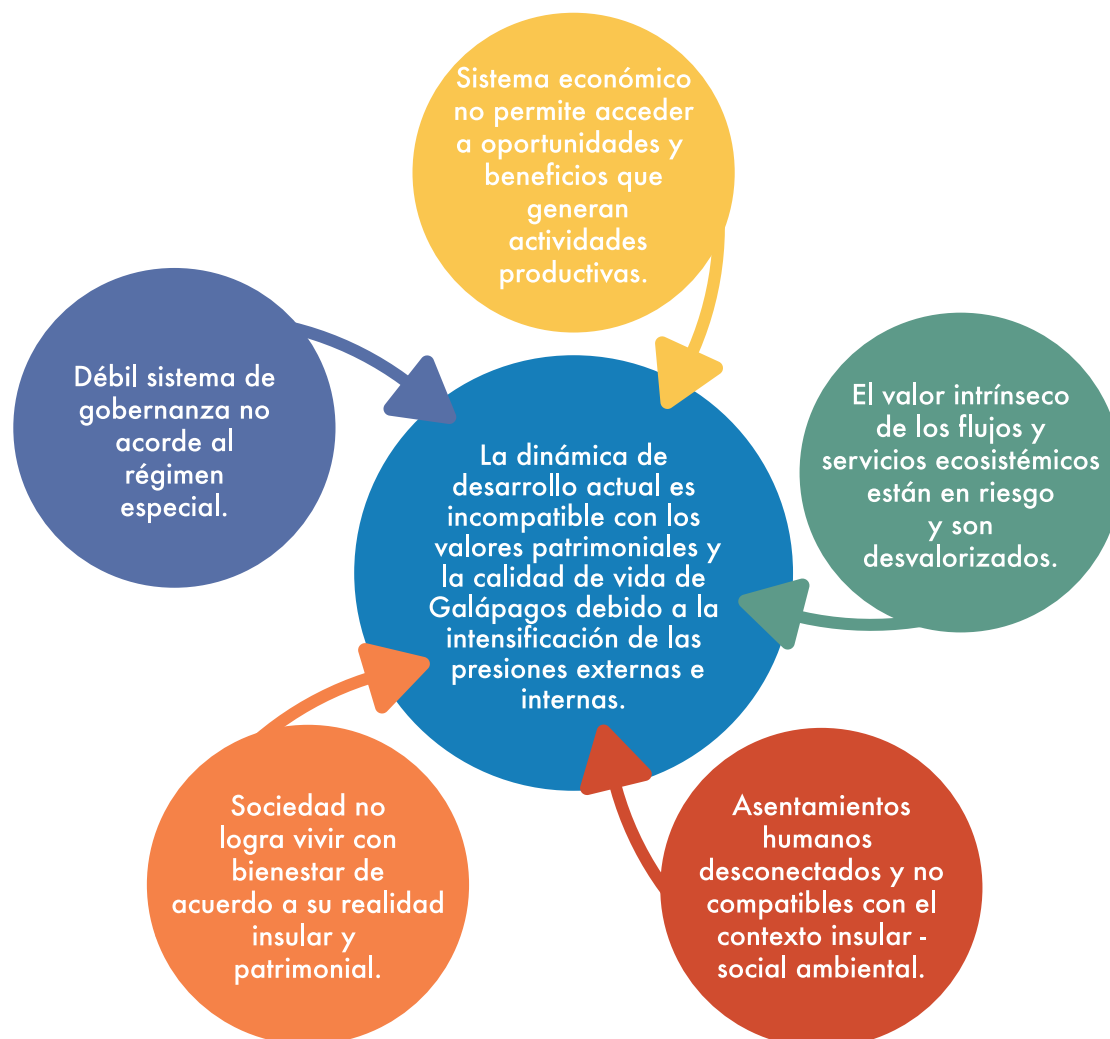 Sistema económico
no permite acceder
a oportunidades y
beneficios que
generan
actividades
productivas.
Débil sistema de
gobernanza no
acorde al
régimen
especial.
El valor intrínseco
de los flujos y
servicios ecosistémicos
están en riesgo
y son
desvalorizados.
La dinámica de
desarrollo actual es
incompatible con los
valores patrimoniales y
la calidad de vida de
Galápagos debido a la
intensificación de las
presiones externas e
internas.
Sociedad no
logra vivir con
bienestar de
acuerdo a su realidad
insular y
patrimonial.
Asentamientos
humanos
desconectados y no
compatibles con el
contexto insular -
social ambiental.